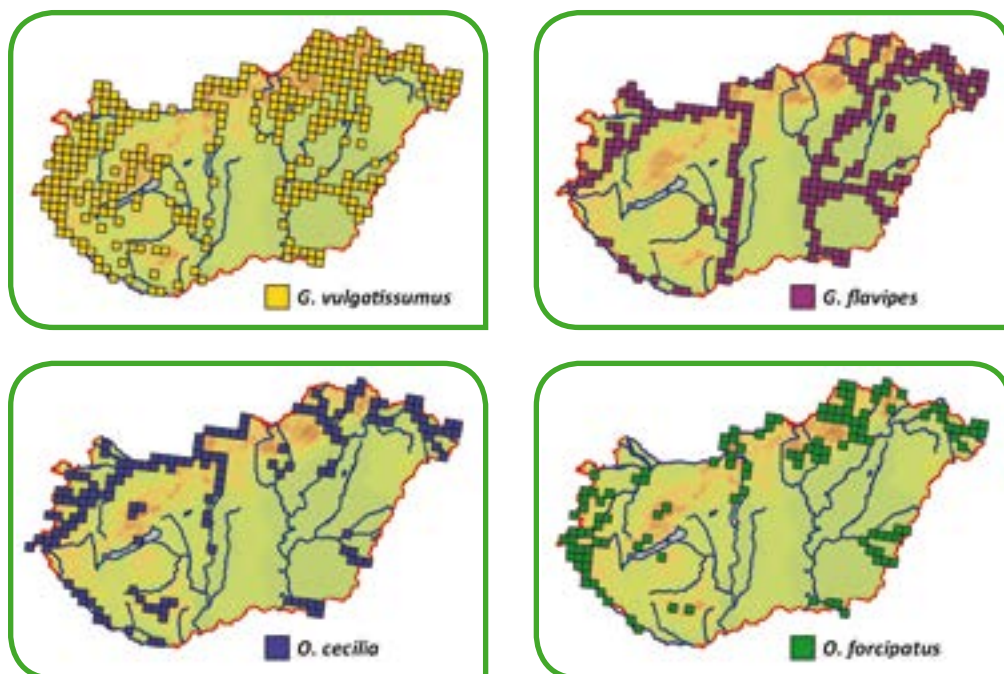 G. vulgatissumus
G. flavipes
O. cecilia
O. forcipatus